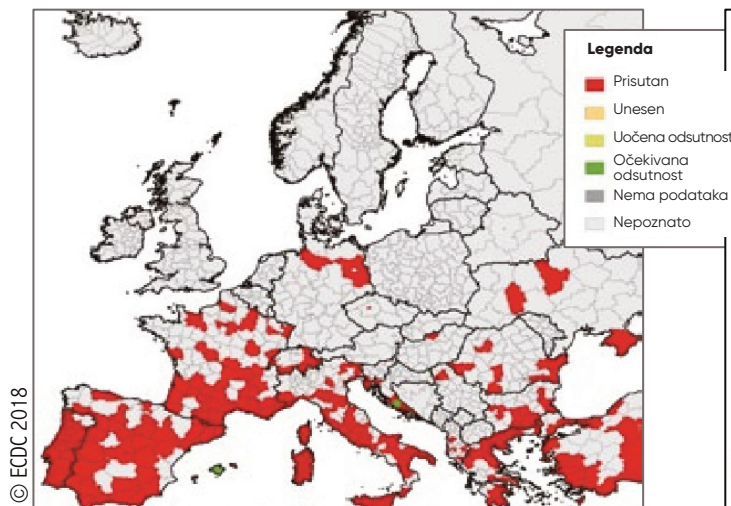 Legenda
Prisutan
Unesen
Uočena odsutnost
Očekivana
odsutnost
Nema podataka
Nepoznato
© ECDC 2018